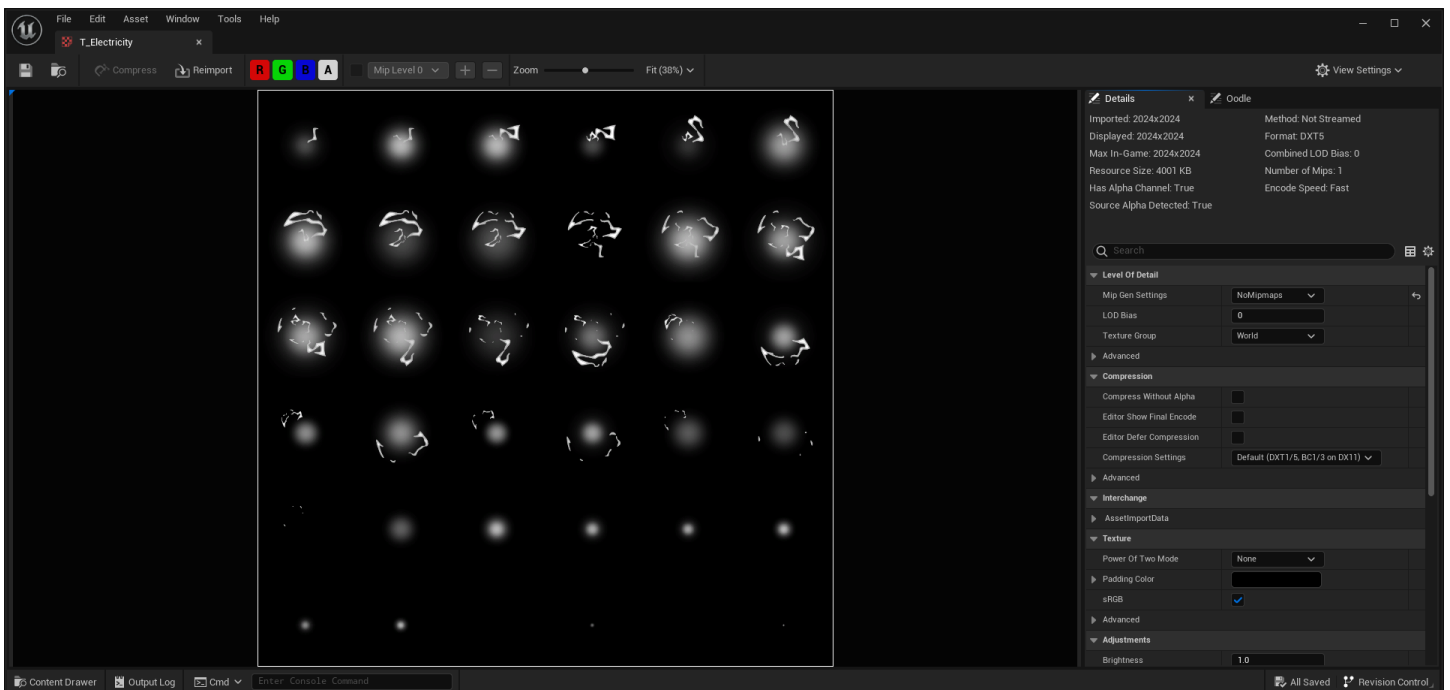 File Edit Asset Window Tools Help
T_Electricity
Compress Reimport R G B A Mip Level 0 Zoom Fit (38%) View Settings
Details Oodle
Imported: 2024x2024 Method: Not Streamed
Displayed: 2024x2024 Format: DXT5
Max In-Game: 2024x2024 Combined LOD Bias: 0
Resource Size: 4001 KB Number of Mips: 1
Has Alpha Channel: True Encode Speed: Fast
Source Alpha Detected: True
Search
Level Of Detail
Mip Gen Settings NoMipmaps
LOD Bias 0
Texture Group World
Advanced
Compression
Compress Without Alpha
Editor Show Final Encode
Editor Defer Compression
Compression Settings Default (DXT1/5, BC1/3 on DX11)
Advanced
Interchange
AssetImportData
Texture
Power Of Two Mode None
Padding Color
sRGB
Advanced
Adjustments
Brightness 1.0
Content Drawer Output Log Cmd Enter Console Command All Saved Revision Control